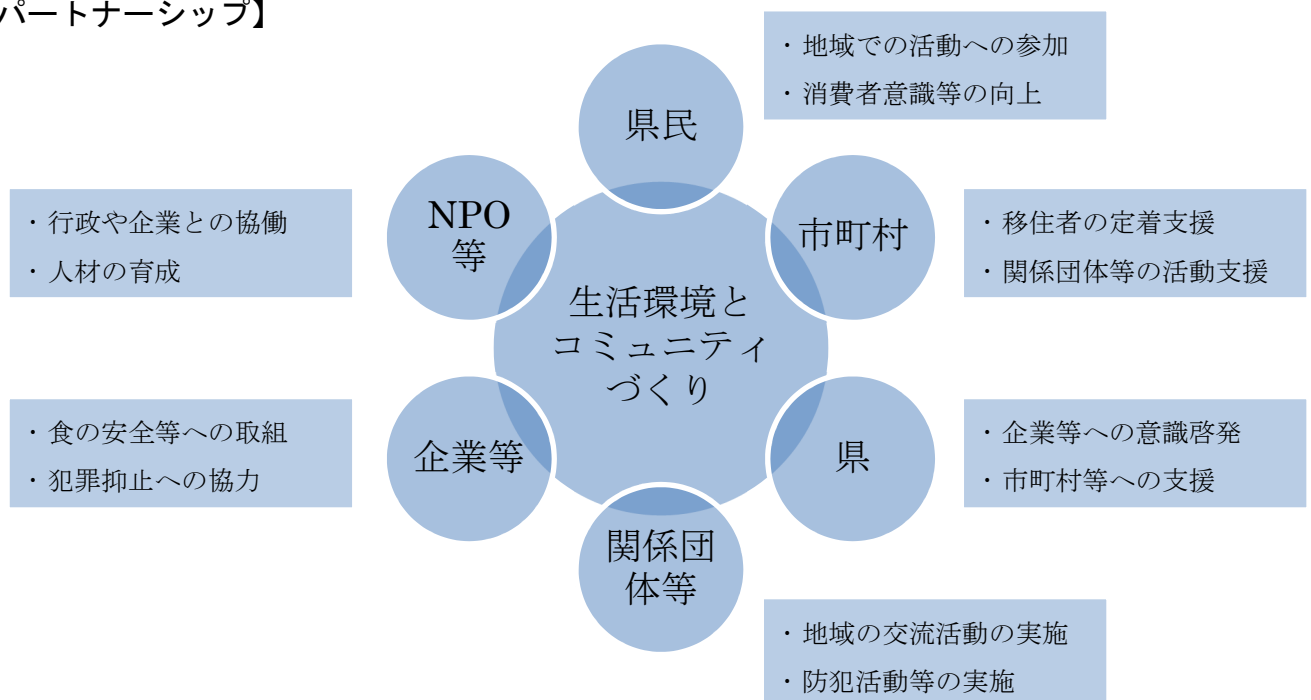 パートナーシップ】
・地域での活動への参加
・消費者意識等の向上
県民
NPO
等
・行政や企業との協働
・人材の育成
市町村
・移住者の定着支援
・関係団体等の活動支援
生活環境と
コミュニティ
づくり
企業等
・食の安全等への取組
・犯罪抑止への協力
県
・企業等への意識啓発
・市町村等への支援
関係団
体等
・地域の交流活動の実施
・防犯活動等の実施